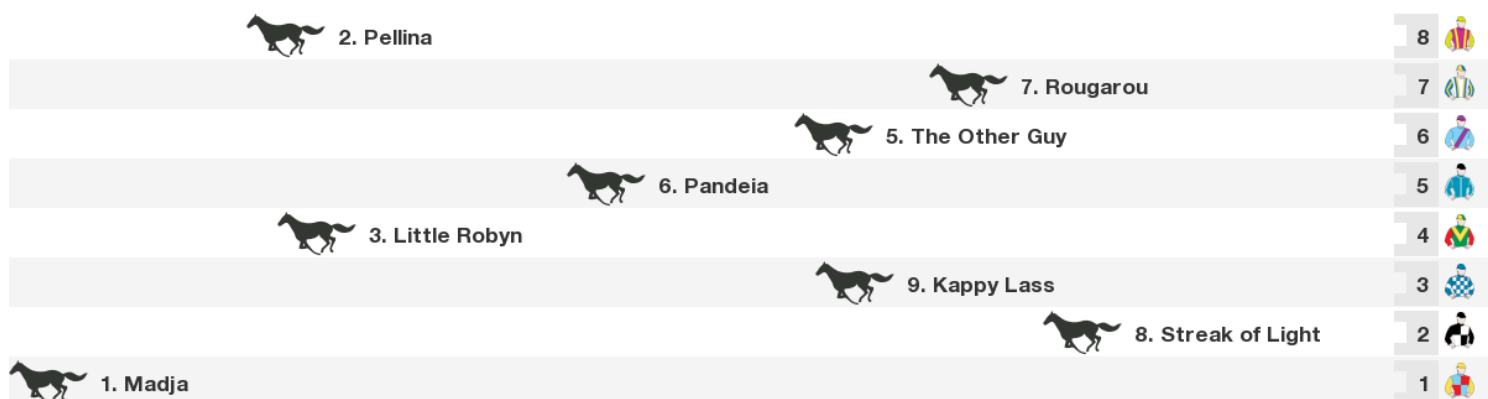 2. Pellina 8
7. Rougarou 7
5. The Other Guy 6
6. Pandeia 5
3. Little Robyn 4
9. Kappy Lass 3
8. Streak of Light 2
1. Madja 1